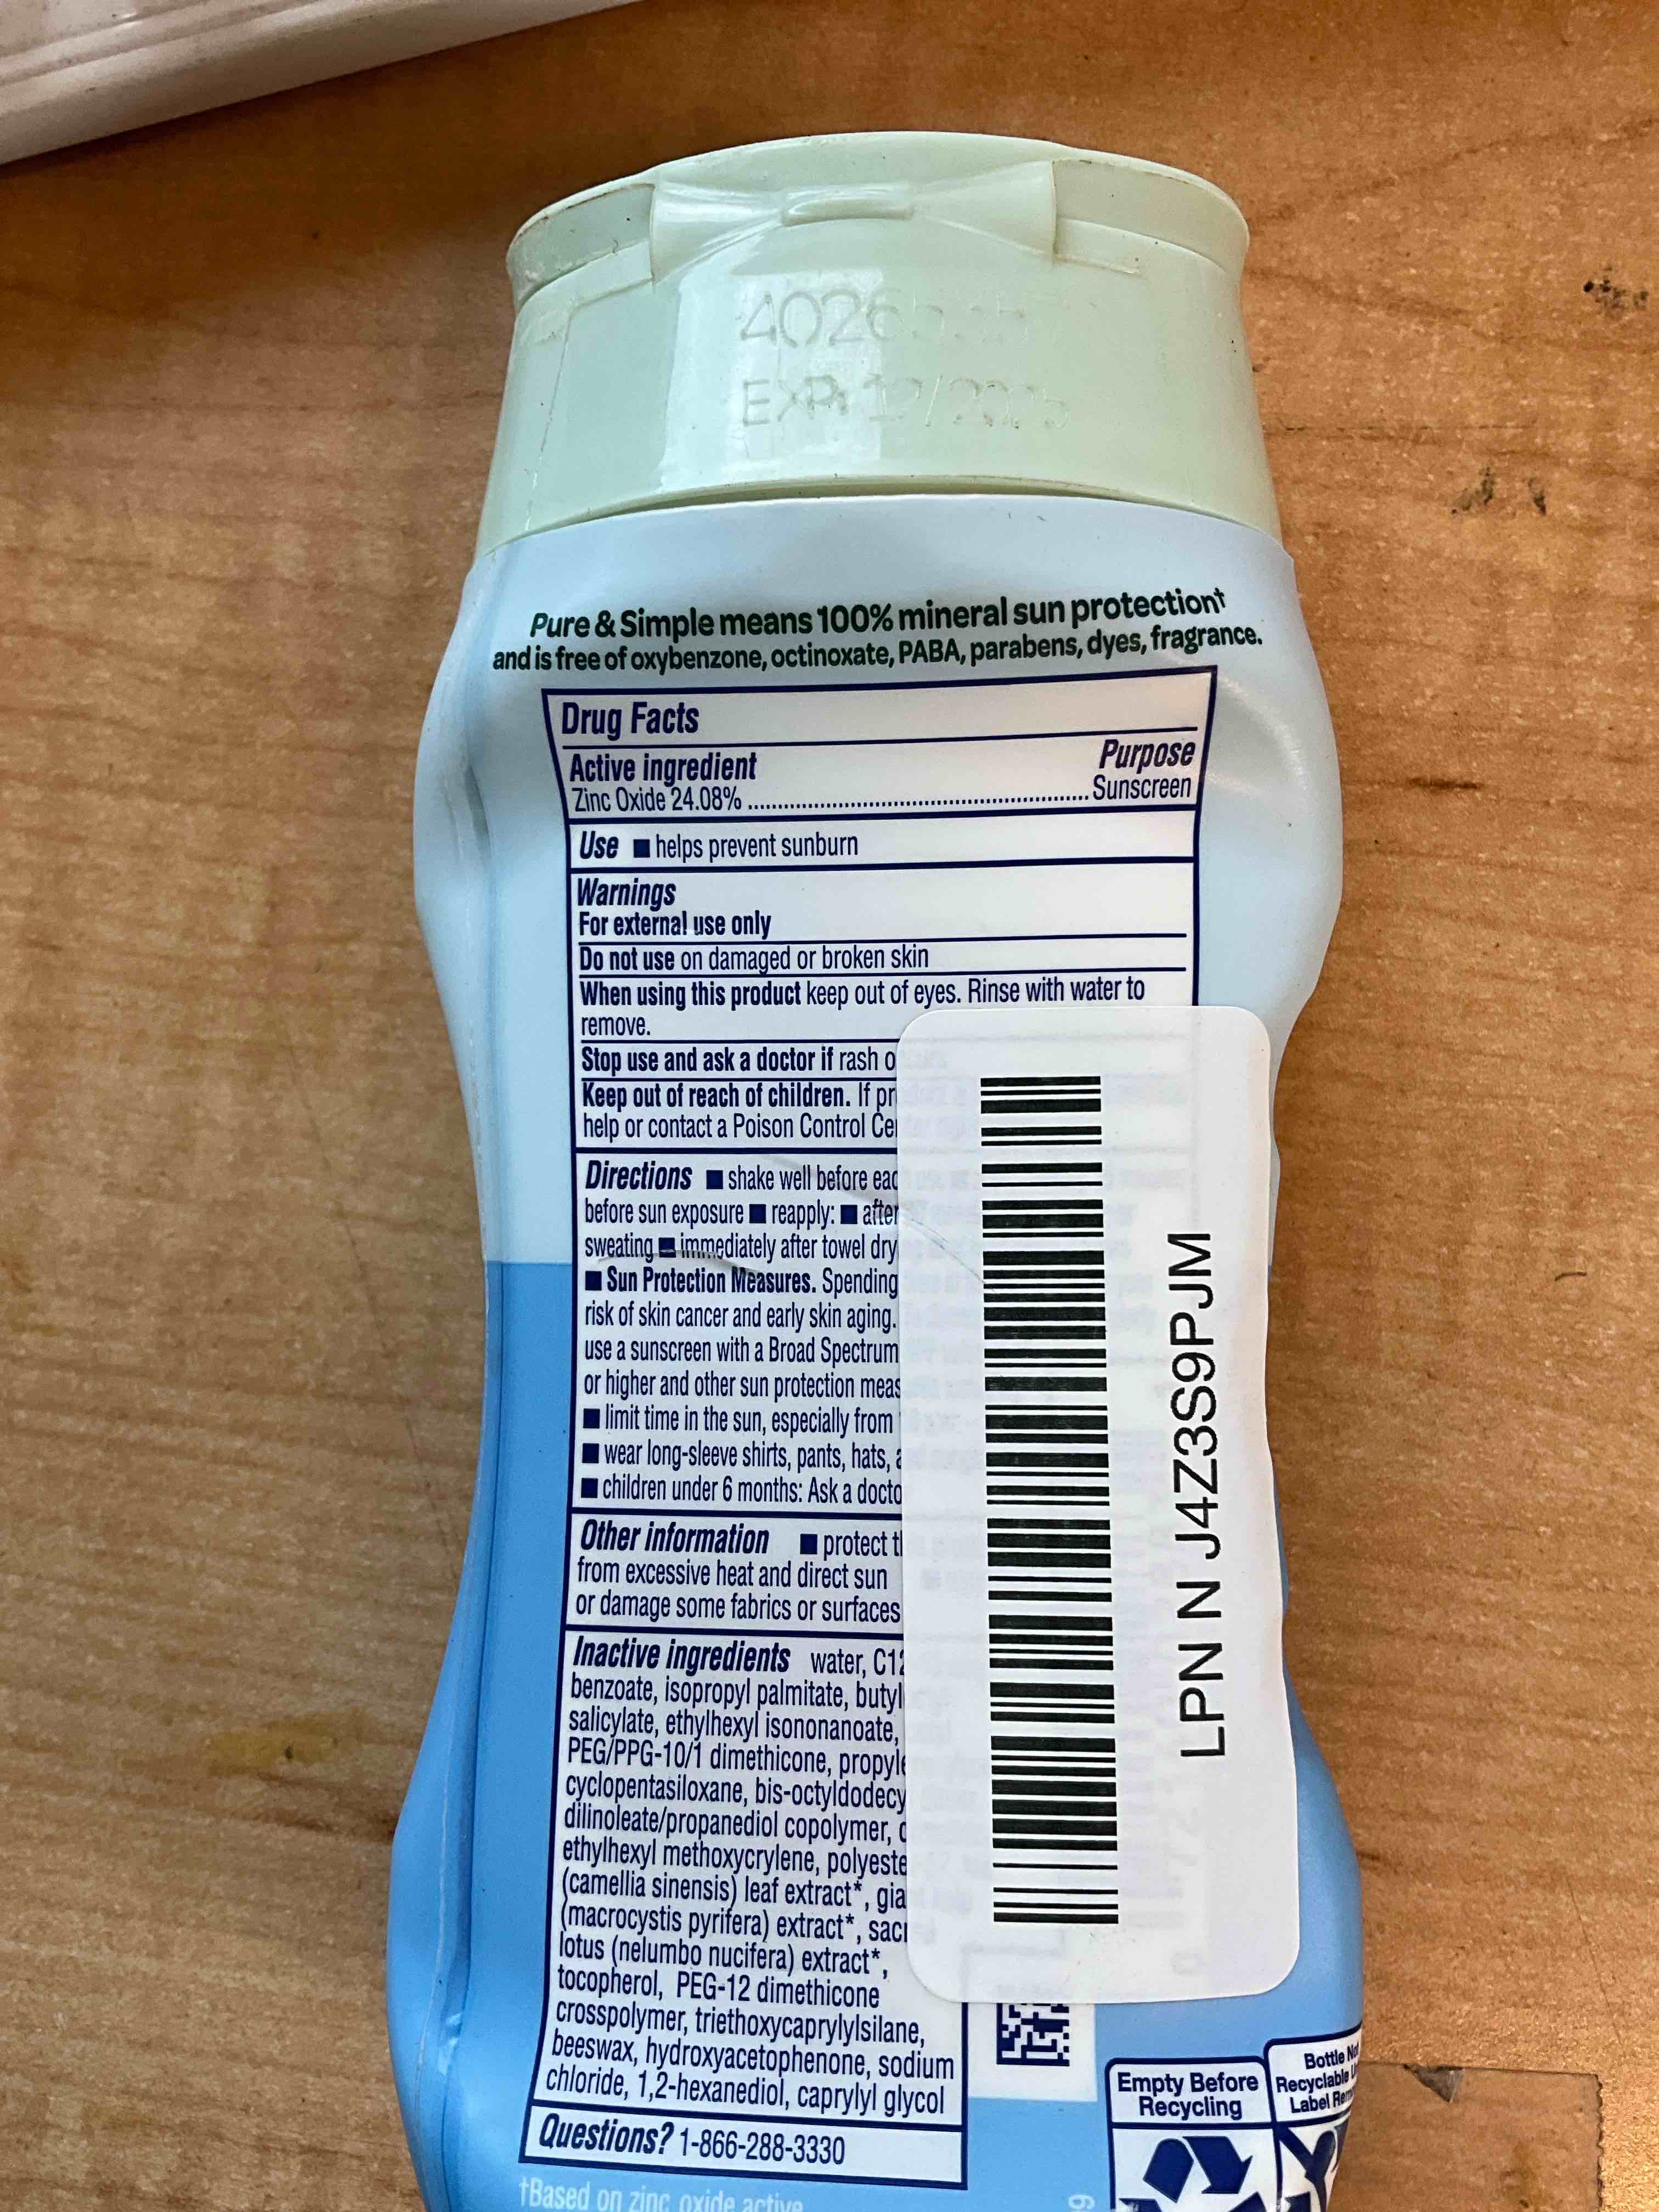 4026
EXP: 12/2025
Pure & Simple means 100% mineral sun protection†
and is free of oxybenzone, octinoxate, PABA, parabens, dyes, fragrance.
Drug Facts
Active ingredient Purpose
Zinc Oxide 24.08% ........................................................ Sunscreen
Use ■ helps prevent sunburn
Warnings
For external use only
Do not use on damaged or broken skin
When using this product keep out of eyes. Rinse with water to
remove.
Stop use and ask a doctor if rash o
Keep out of reach of children. If pr
help or contact a Poison Control Ce
Directions ■ shake well before eac
before sun exposure ■ reapply: ■ after
sweating ■ immediately after towel dry
■ Sun Protection Measures. Spending
risk of skin cancer and early skin aging.
use a sunscreen with a Broad Spectrum
or higher and other sun protection meas
■ limit time in the sun, especially from
■ wear long-sleeve shirts, pants, hats, a
■ children under 6 months: Ask a docto
Other information ■ protect t
from excessive heat and direct sun
or damage some fabrics or surfaces
Inactive ingredients water, C12
benzoate, isopropyl palmitate, butyl
salicylate, ethylhexyl isononanoate,
PEG/PPG-10/1 dimethicone, propyle
cyclopentasiloxane, bis-octyldodecy
dilinoleate/propanediol copolymer, 
ethylhexyl methoxycrylene, polyeste
(camellia sinensis) leaf extract*, gia
(macrocystis pyrifera) extract*, sacr
lotus (nelumbo nucifera) extract*,
tocopherol, PEG-12 dimethicone
crosspolymer, triethoxycaprylylsilane,
beeswax, hydroxyacetophenone, sodium
chloride, 1,2-hexanediol, caprylyl glycol
Questions? 1-866-288-3330
†Based on zinc oxide active
LPN N J4Z3S9PJM
Empty Before
Recycling
Bottle No
Recyclable
Label Rem